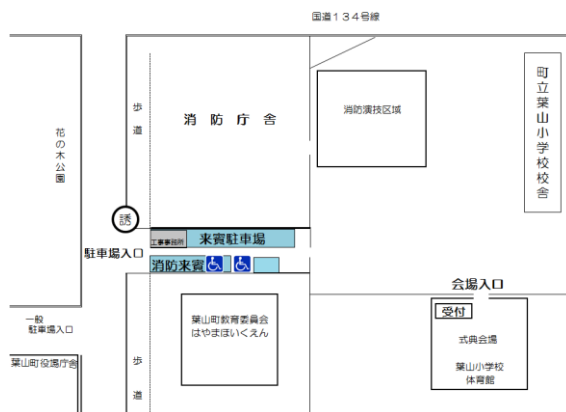 国道134号線
町立葉山小学校校舎
消防演技区域
消防庁舎
歩道
花の木公園
誘
工事事務所
来賓駐車場
駐車場入口
消防来賓
会場入口
受付
式典会場
葉山小学校
体育館
葉山町教育委員会
はやまほいくえん
一般
駐車場入口
葉山町役場庁舎
歩道